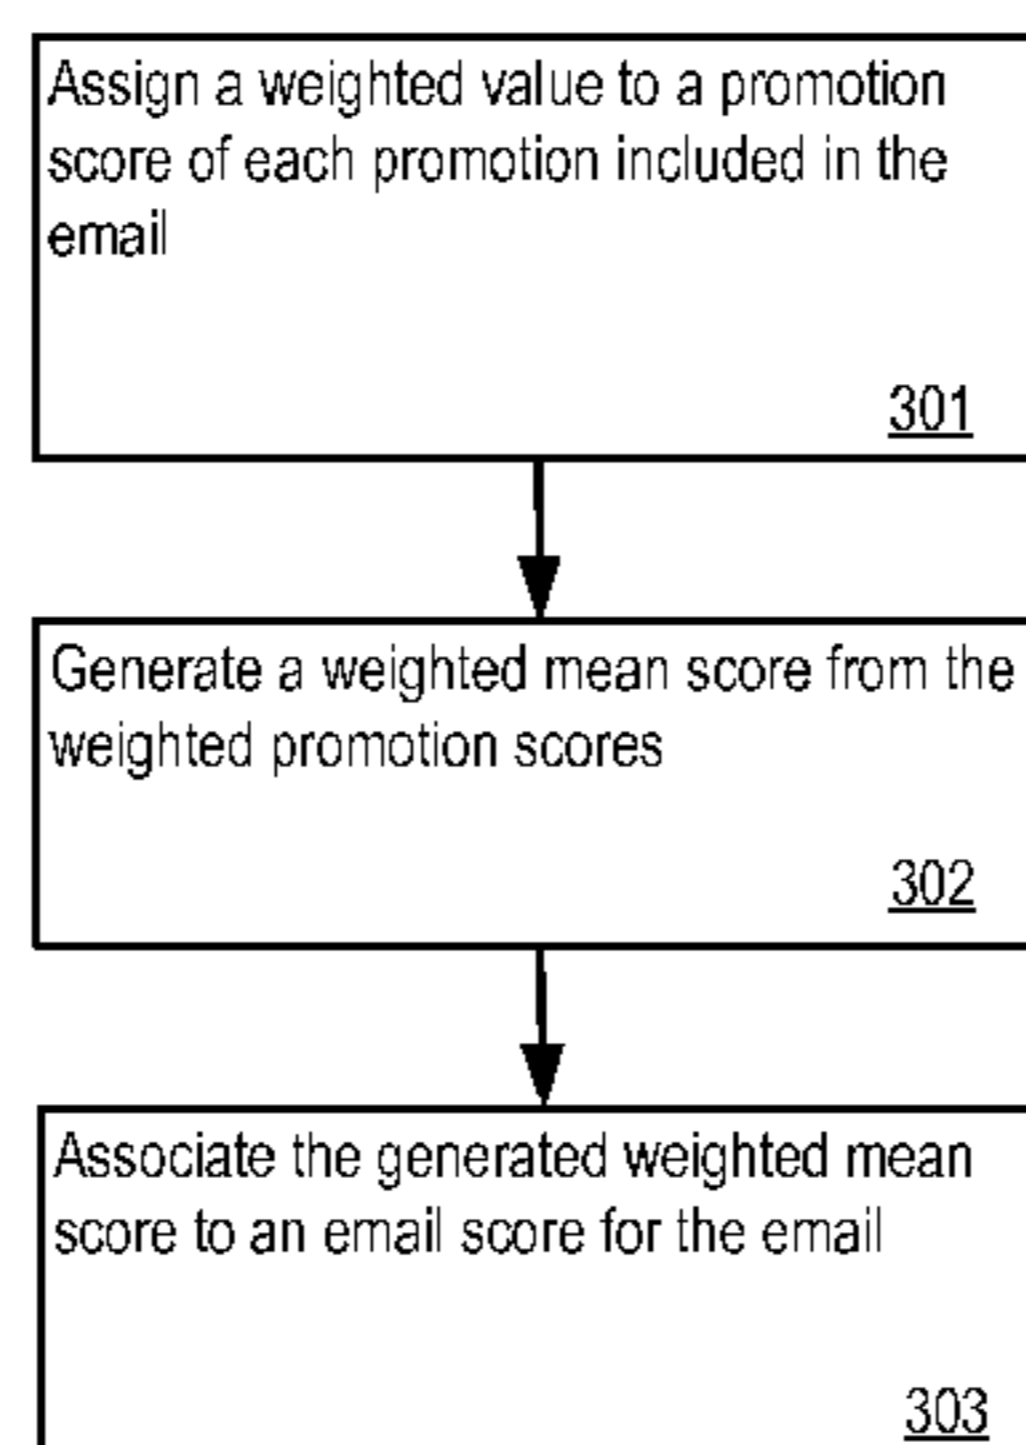 Assign a weighted value to a promotion
score of each promotion included in the
email
301
Generate a weighted mean score from the
weighted promotion scores
302
Associate the generated weighted mean
score to an email score for the email
303